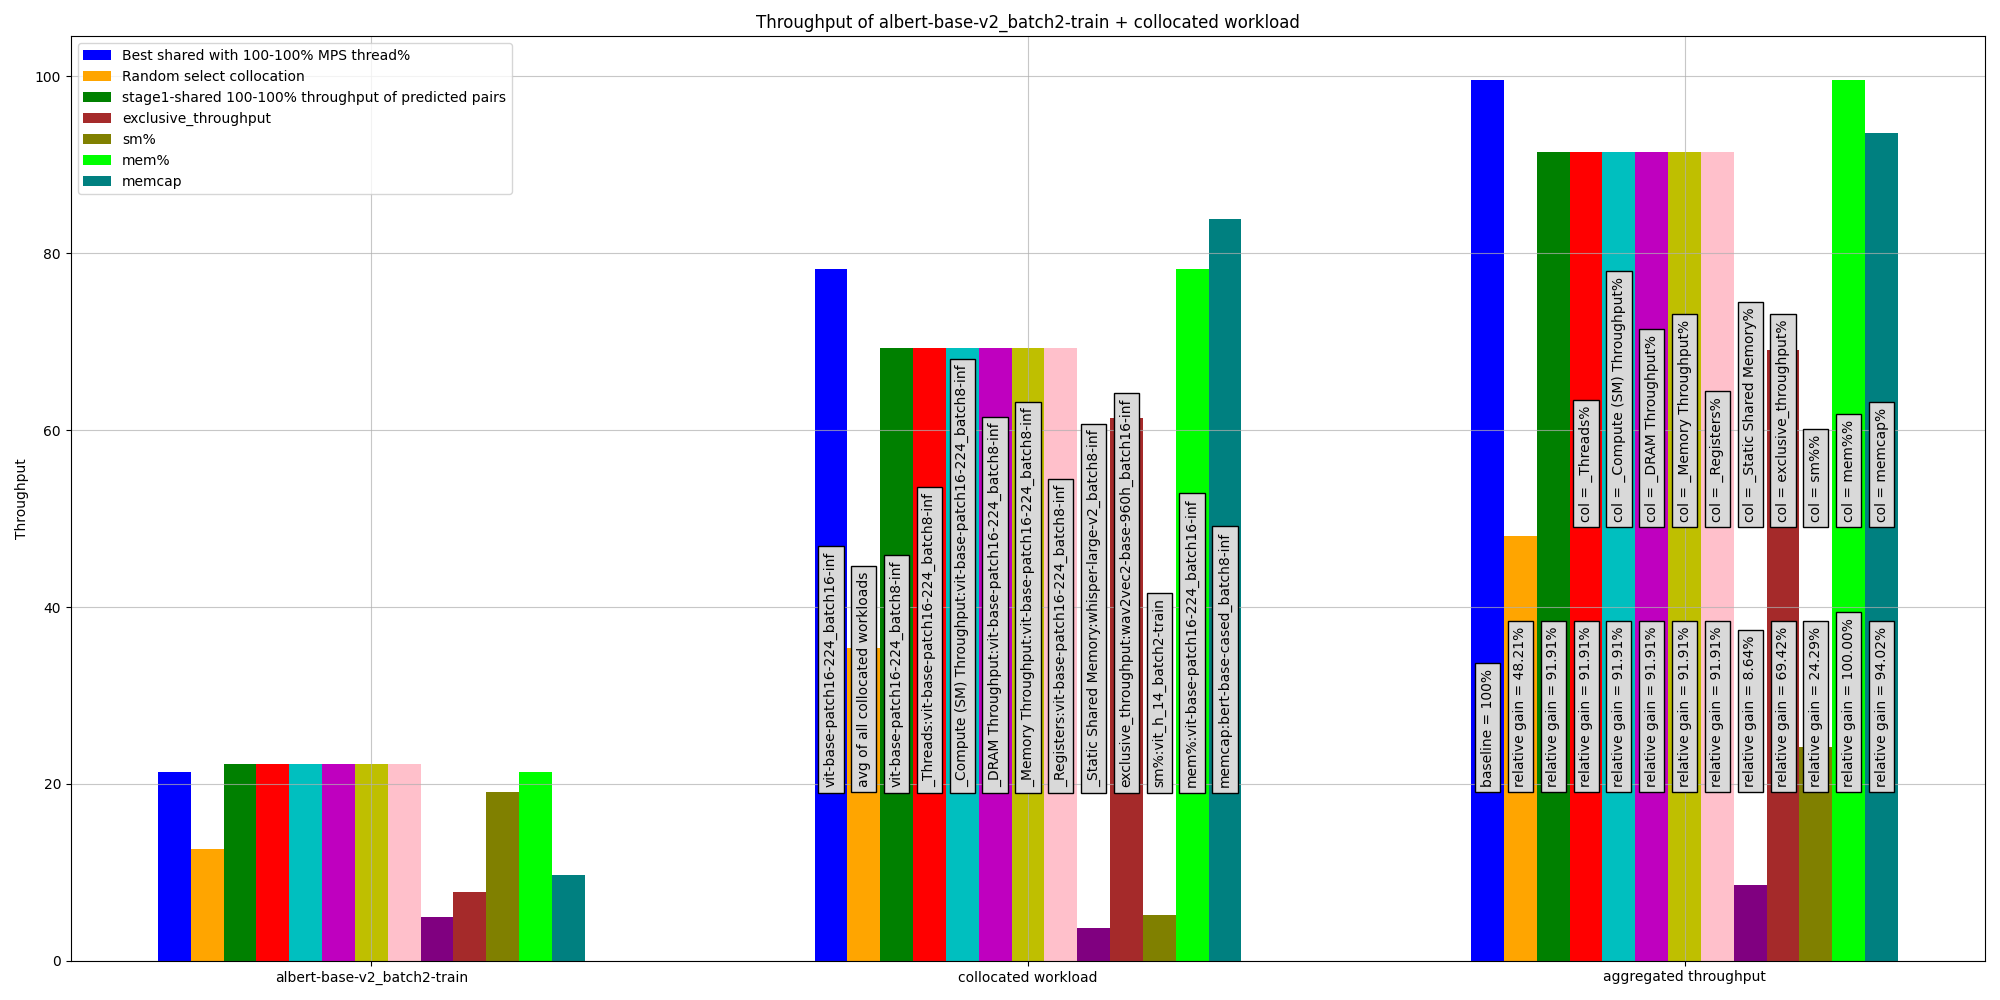 Throughput of albert-base-v2_batch2-train + collocated workload
Best shared with 100-100% MPS thread%
Random select collocation
stage1-shared 100-100% throughput of predicted pairs
exclusive_throughput
sm%
mem%
memcap
Throughput
100
80
60
40
20
0
vit-base-patch16-224_batch16-inf
avg of all collocated workloads
vit-base-patch16-224_batch8-inf
_Threads:vit-base-patch16-224_batch8-inf
_Compute (SM) Throughput:vit-base-patch16-224_batch8-inf
_DRAM Throughput:vit-base-patch16-224_batch8-inf
_Memory Throughput:vit-base-patch16-224_batch8-inf
_Registers:vit-base-patch16-224_batch8-inf
_Static Shared Memory:whisper-large-v2_batch8-inf
exclusive_throughput:wav2vec2-base-960h_batch16-inf
sm%:vit_h_14_batch2-train
mem%:vit-base-patch16-224_batch16-inf
memcap:bert-base-cased_batch8-inf
col = _Threads%
col = _Compute (SM) Throughput%
col = _DRAM Throughput%
col = _Memory Throughput%
col = _Registers%
col = _Static Shared Memory%
col = exclusive_throughput%
col = sm%%
col = mem%%
col = memcap%
baseline = 100%
relative gain = 48.21%
relative gain = 91.91%
relative gain = 91.91%
relative gain = 91.91%
relative gain = 91.91%
relative gain = 91.91%
relative gain = 91.91%
relative gain = 8.64%
relative gain = 69.42%
relative gain = 24.29%
relative gain = 100.00%
relative gain = 94.02%
albert-base-v2_batch2-train
collocated workload
aggregated throughput